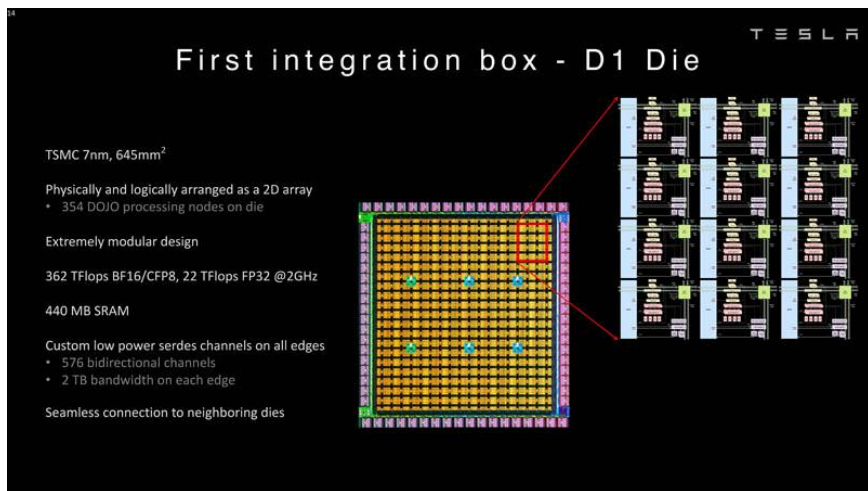 14
TESLA
First integration box - D1 Die
TSMC 7nm, 645mm²
Physically and logically arranged as a 2D array
• 354 DOJO processing nodes on die
Extremely modular design
362 TFlops BF16/CFP8, 22 TFlops FP32 @2GHz
440 MB SRAM
Custom low power serdes channels on all edges
• 576 bidirectional channels
• 2 TB bandwidth on each edge
Seamless connection to neighboring dies